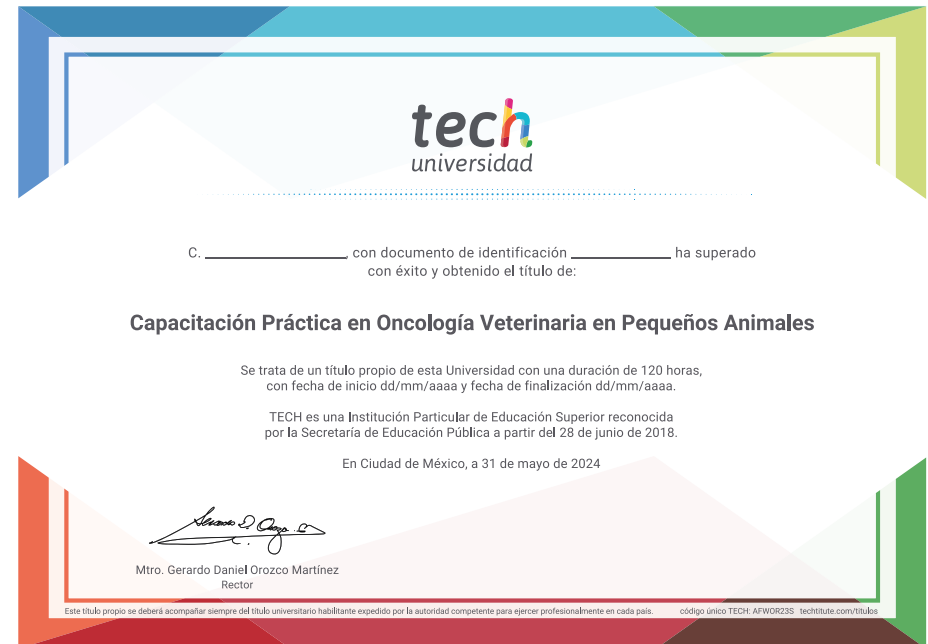 tech
universidad
C. ________________, con documento de identificación ____________ ha superado
con éxito y obtenido el título de:
Capacitación Práctica en Oncología Veterinaria en Pequeños Animales
Se trata de un título propio de esta Universidad con una duración de 120 horas,
con fecha de inicio dd/mm/aaaa y fecha de finalización dd/mm/aaaa.
TECH es una Institución Particular de Educación Superior reconocida
por la Secretaría de Educación Pública a partir del 28 de junio de 2018.
En Ciudad de México, a 31 de mayo de 2024
Mtro. Gerardo Daniel Orozco Martínez
Rector
Este título propio se deberá acompañar siempre del título universitario habilitante expedido por la autoridad competente para ejercer profesionalmente en cada país. código único TECH: AFWOR23S techtitute.com/titulos